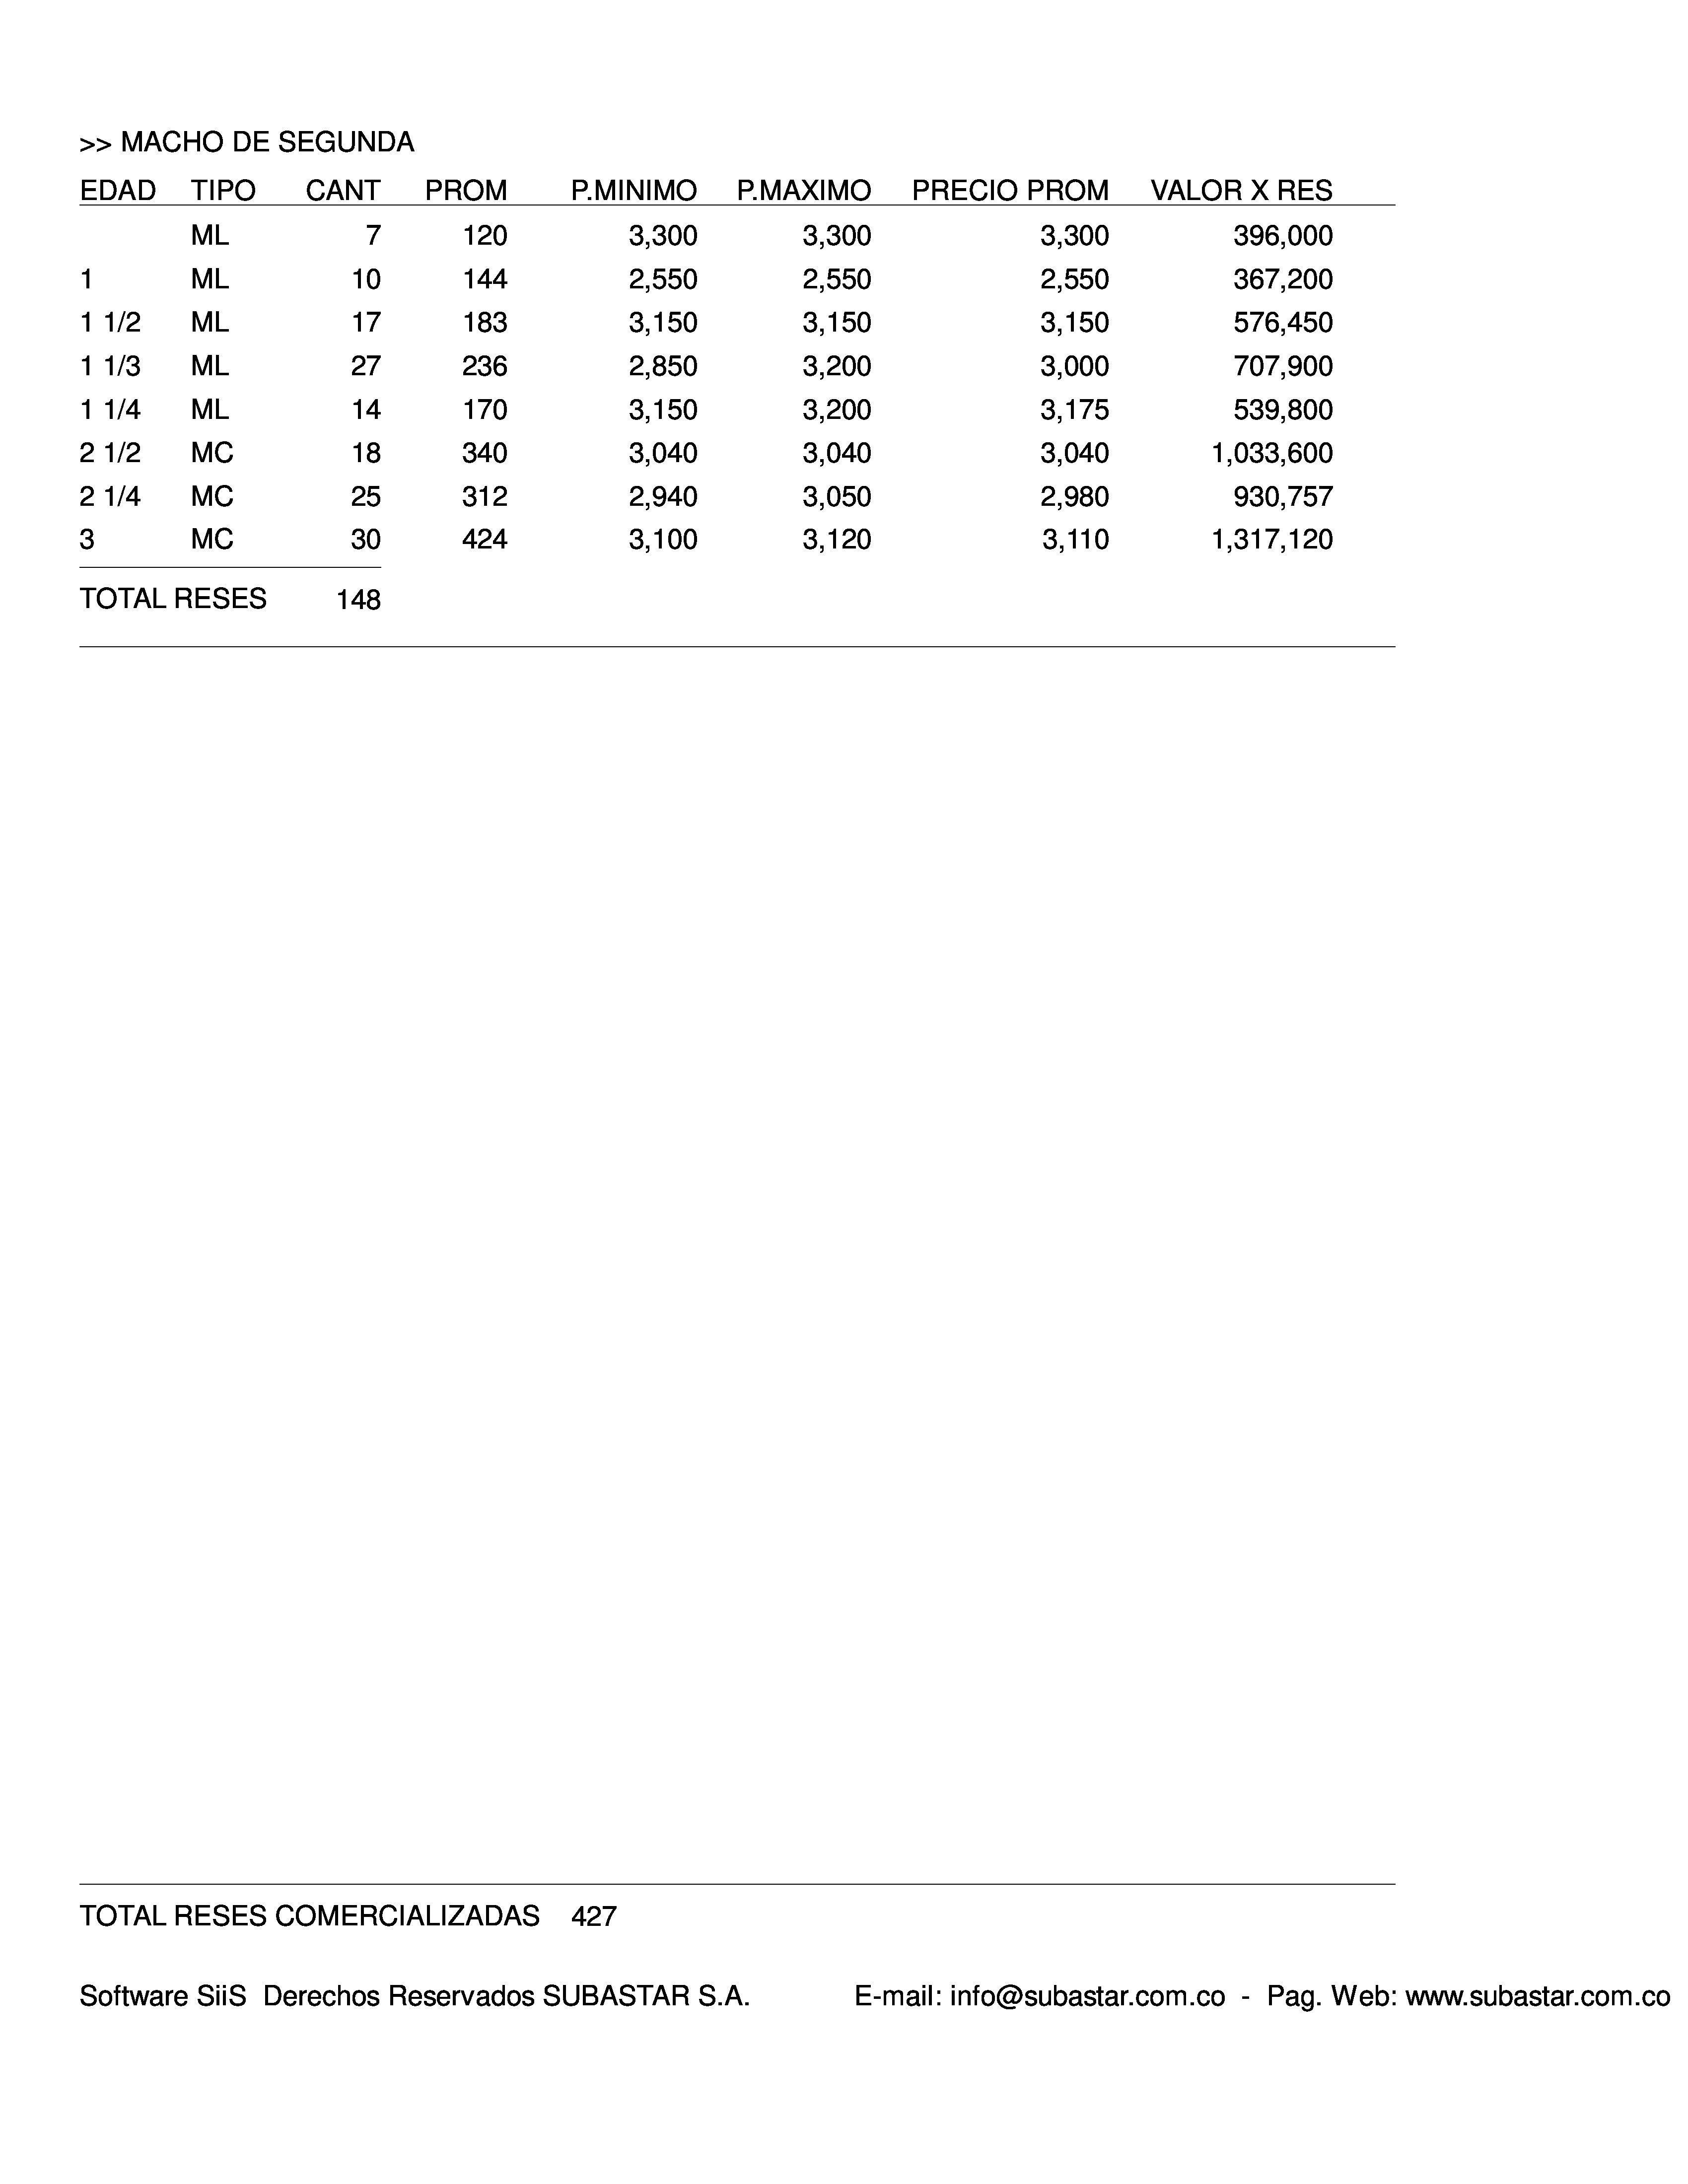 >> MACHO DE SEGUNDA
EDAD TIPO CANT PROM P.MINIMO P.MAXIMO PRECIO PROM VALOR X RES
ML 7 120 3,300 3,300 3,300 396,000
1 ML 10 144 2,550 2,550 2,550 367,200
1 1/2 ML 17 183 3,150 3,150 3,150 576,450
1 1/3 ML 27 236 2,850 3,200 3,000 707,900
1 1/4 ML 14 170 3,150 3,200 3,175 539,800
2 1/2 MC 18 340 3,040 3,040 3,040 1,033,600
2 1/4 MC 25 312 2,940 3,050 2,980 930,757
3 MC 30 424 3,100 3,120 3,110 1,317,120
TOTAL RESES 148
TOTAL RESES COMERCIALIZADAS 427
Software SiiS Derechos Reservados SUBASTAR S.A. E-mail: info@subastar.com.co - Pag. Web: www.subastar.com.co